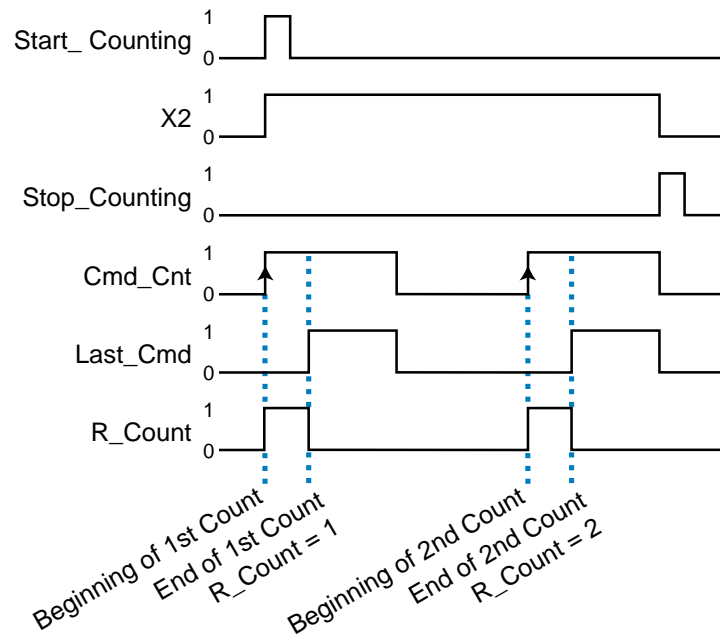 Start_ Counting
1
0
X2
1
0
Stop_Counting
1
0
Cmd_Cnt
1
0
Last_Cmd
1
0
R_Count
1
0
Beginning of 1st Count
End of 1st Count
R_Count = 1
Beginning of 2nd Count
End of 2nd Count
R_Count = 2